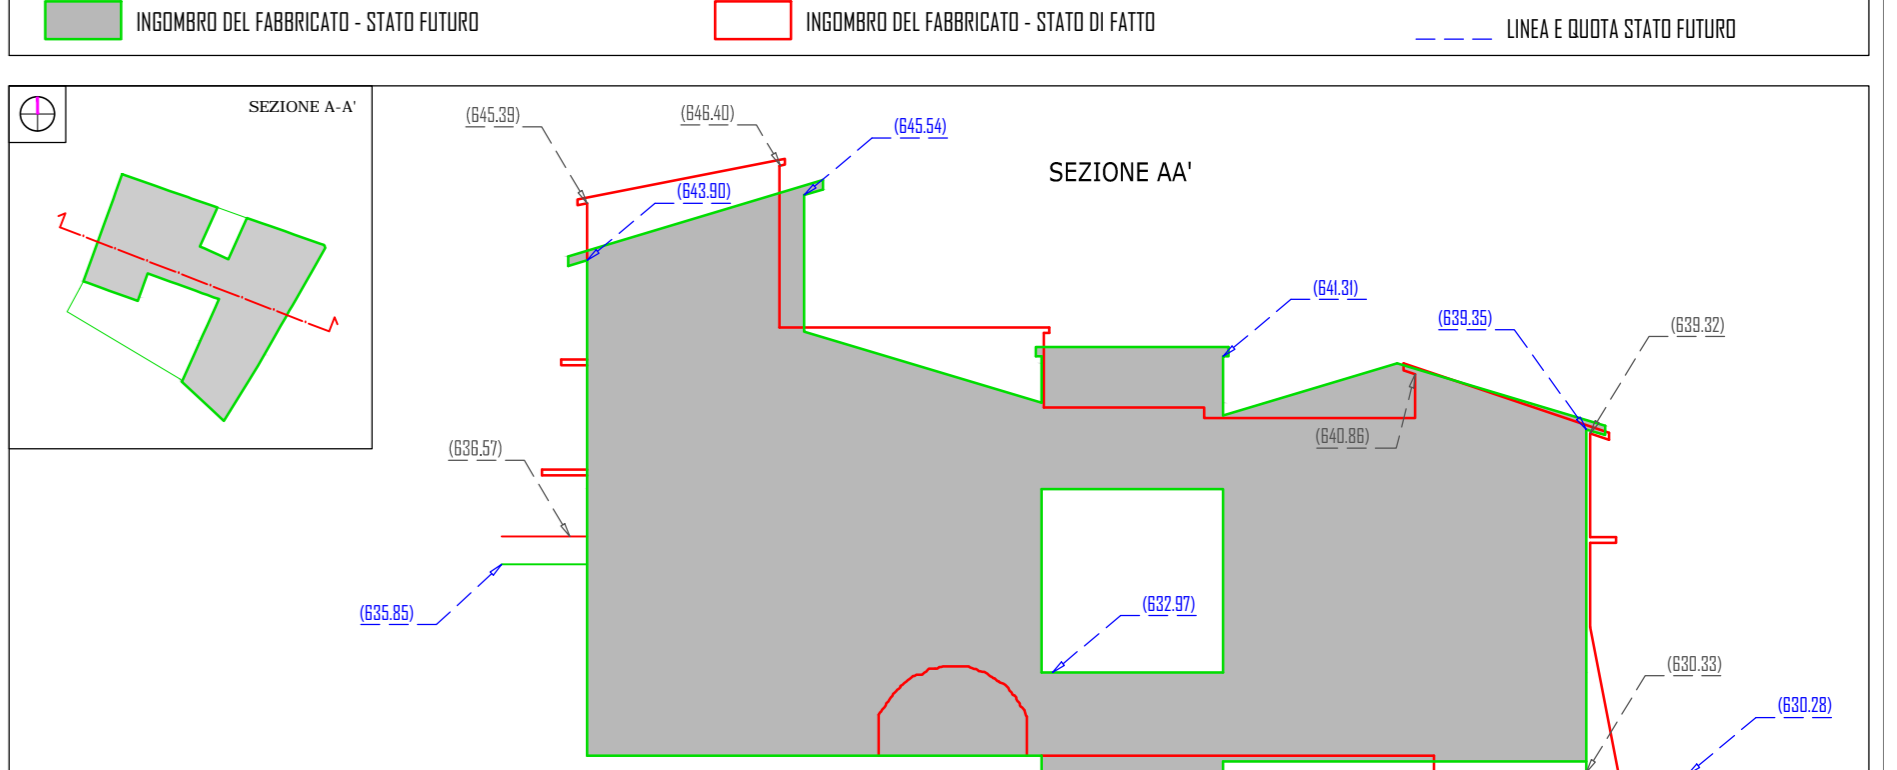 INGOMBRO DEL FABBRICATO - STATO FUTURO
INGOMBRO DEL FABBRICATO - STATO DI FATTO
LINEA E QUOTA STATO FUTURO
SEZIONE A-A'
(645.39)
(646.40)
(645.54)
SEZIONE AA'
(643.90)
(641.31)
(639.35)
(639.32)
(640.86)
(636.57)
(635.85)
(632.97)
(630.33)
(630.28)